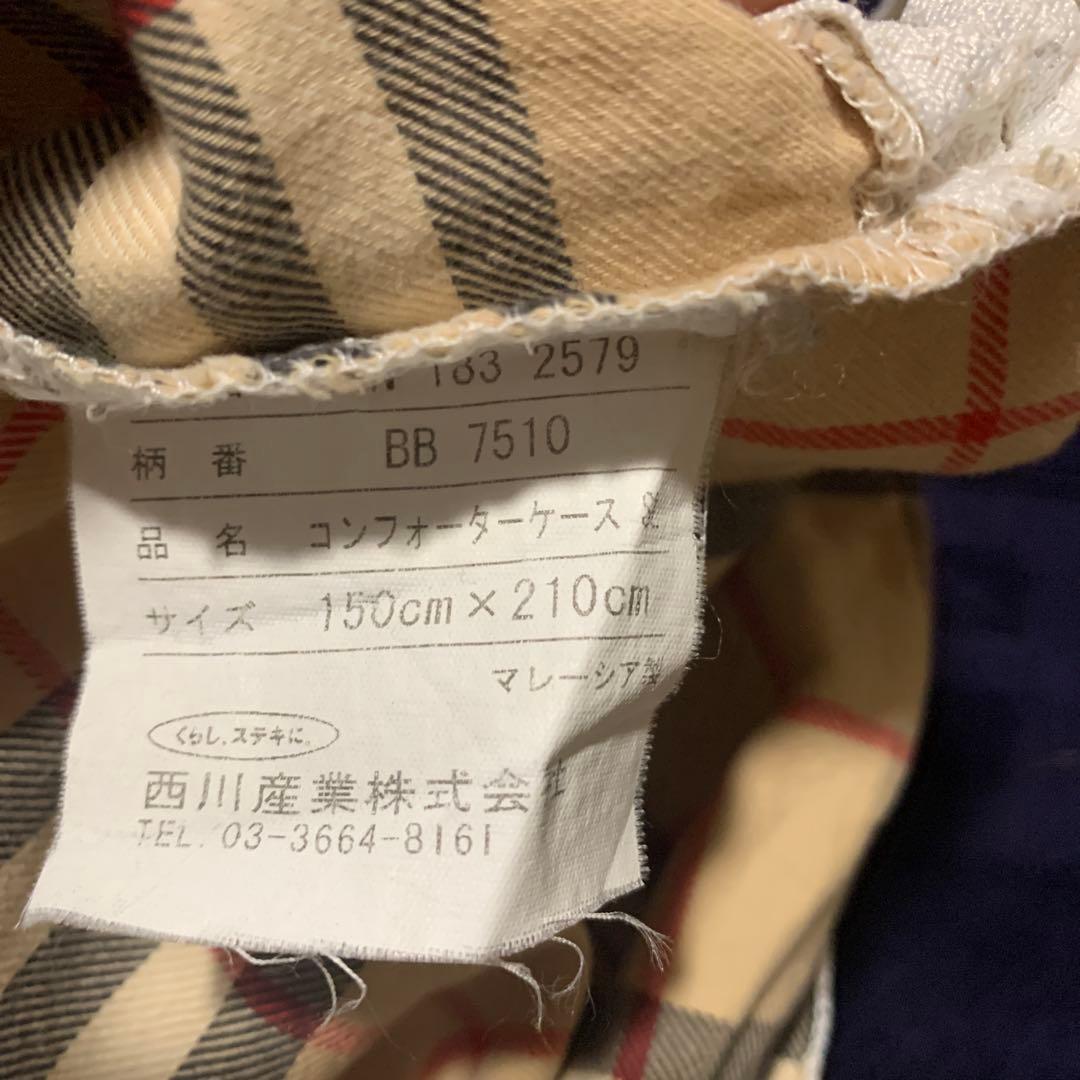 183 2579
柄 番 BB 7510
品 名 コンフォーターケース
サイズ 150cm×210cm
マレーシア製
くらし、ステキに。
西川産業株式会社
TEL. 03-3664-8161